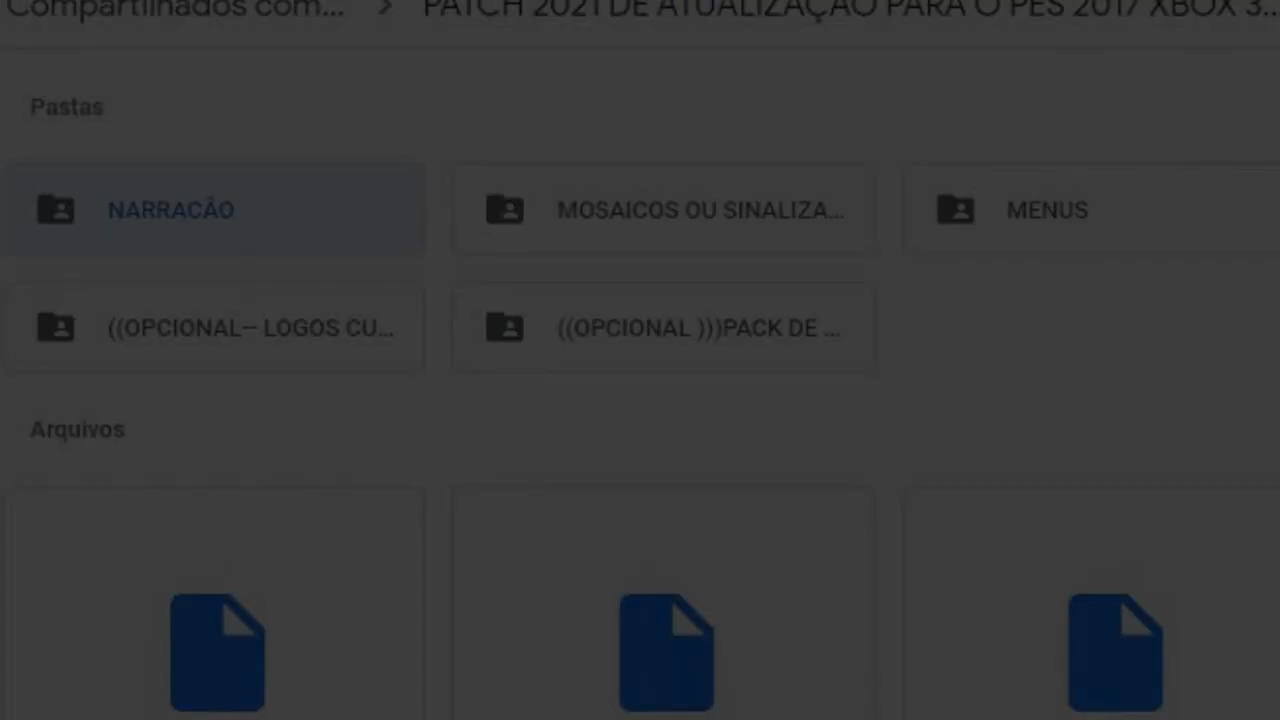 Compartilhados com... > PATCH 2021 DE ATUALIZAÇÃO PARA O PES 2017 XBOX 3...
Pastas
NARRACÃO
MOSAICOS OU SINALIZA...
MENUS
((OPCIONAL-- LOGOS CU...
((OPCIONAL )))PACK DE ...
Arquivos